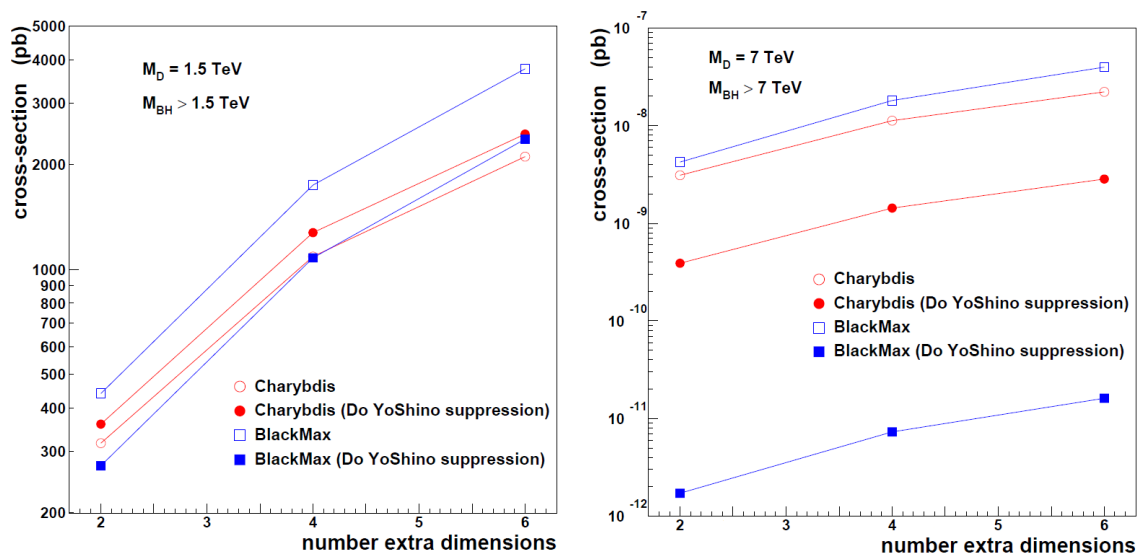 cross-section (pb)
5000
4000
3000
2000
1000
900
800
700
600
500
400
300
200
M_D = 1.5 TeV
M_BH > 1.5 TeV
Charybdis
Charybdis (Do YoShino suppression)
BlackMax
BlackMax (Do YoShino suppression)
2 3 4 5 6
number extra dimensions
cross-section (pb)
10^-7
10^-8
10^-9
10^-10
10^-11
10^-12
M_D = 7 TeV
M_BH > 7 TeV
Charybdis
Charybdis (Do YoShino suppression)
BlackMax
BlackMax (Do YoShino suppression)
2 3 4 5 6
number extra dimensions